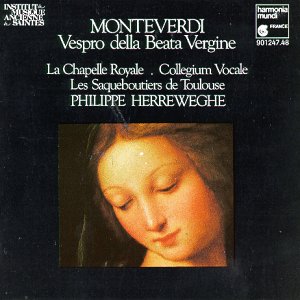 INSTITUT de
MUSIQUE
ANCIENNE
de SAINTES
harmonia
mundi
FRANCE
901247.48
MONTEVERDI
Vespro della Beata Vergine
La Chapelle Royale . Collegium Vocale
Les Saqueboutiers de Toulouse
PHILIPPE HERREWEGHE